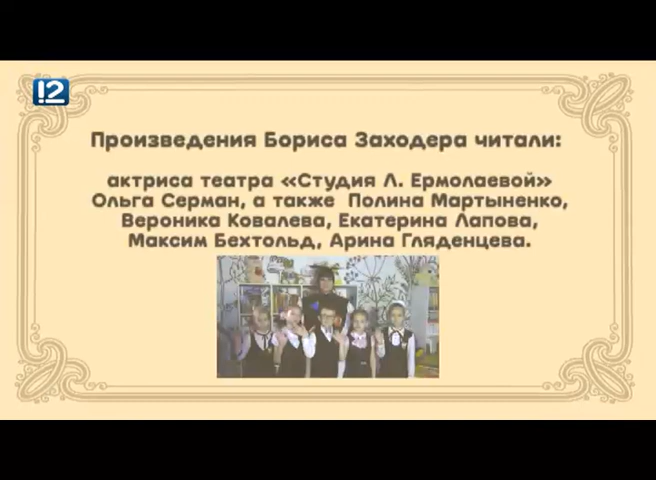 12
Произведения Бориса Заходера читали:
актриса театра «Студия Л. Ермолаевой»
Ольга Серман, а также Полина Мартыненко,
Вероника Ковалева, Екатерина Лапова,
Максим Бехтольд, Арина Гляденцева.